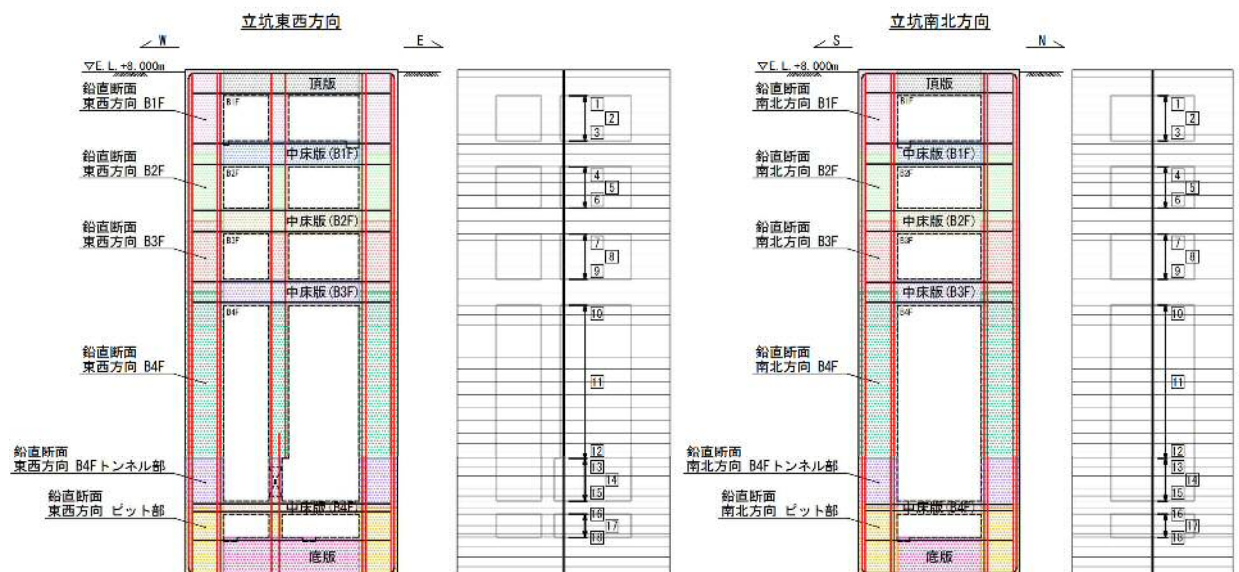 立坑東西方向
W
E
▽E.L.+8.000m
頂版
鉛直断面
東西方向 B1F
B1F
中床版(B1F)
鉛直断面
東西方向 B2F
B2F
中床版(B2F)
鉛直断面
東西方向 B3F
B3F
中床版(B3F)
B4F
鉛直断面
東西方向 B4F
鉛直断面
東西方向 B4Fトンネル部
中床版(B4F)
鉛直断面
東西方向 ピット部
底版
1
2
3
4
5
6
7
8
9
10
11
12
13
14
15
16
17
18
立坑南北方向
S
N
▽E.L.+8.000m
頂版
鉛直断面
南北方向 B1F
B1F
中床版(B1F)
鉛直断面
南北方向 B2F
B2F
中床版(B2F)
鉛直断面
南北方向 B3F
B3F
中床版(B3F)
B4F
鉛直断面
南北方向 B4F
鉛直断面
南北方向 B4Fトンネル部
中床版(B4F)
鉛直断面
南北方向 ピット部
底版
1
2
3
4
5
6
7
8
9
10
11
12
13
14
15
16
17
18